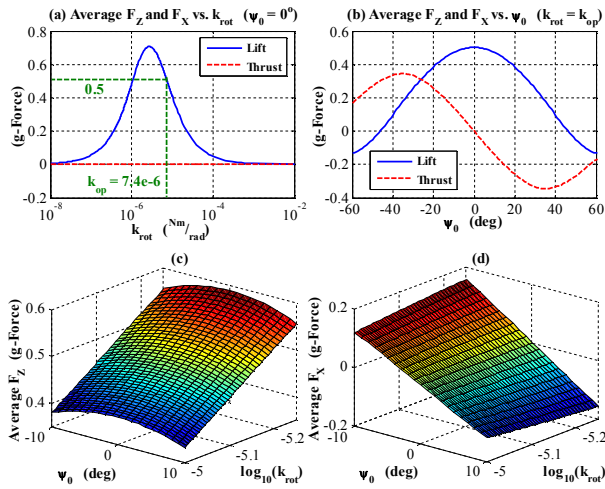 (a) Average F_Z and F_X vs. k_rot (ψ_0 = 0°)
(g-Force)
0.8
0.6
0.4
0.2
0
-0.2
Lift
Thrust
0.5
k_op = 7.4e-6
10^-8
10^-6
10^-4
10^-2
k_rot (Nm/rad)
(b) Average F_Z and F_X vs. ψ_0 (k_rot = k_op)
(g-Force)
0.6
0.4
0.2
0
-0.2
-0.4
Lift
Thrust
-60
-40
-20
0
20
40
60
ψ_0 (deg)
(c)
Average F_Z (g-Force)
0.6
0.5
0.4
-10
0
10
ψ_0 (deg)
-5
-5.1
-5.2
log_10(k_rot)
(d)
Average F_X (g-Force)
0.2
0
-0.2
-10
0
10
ψ_0 (deg)
-5
-5.1
-5.2
log_10(k_rot)